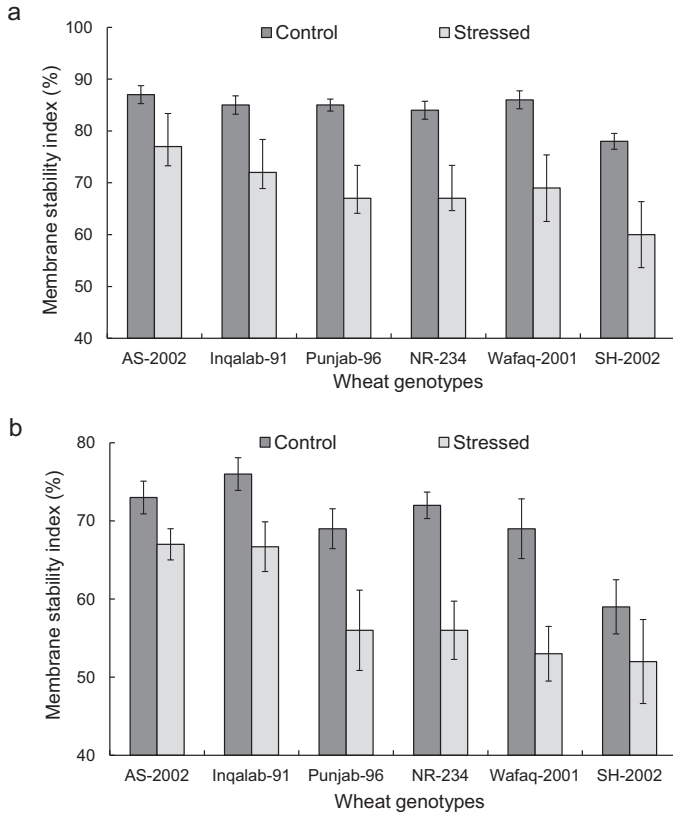 a
Control Stressed
Membrane stability index (%)
100
90
80
70
60
50
40
AS-2002 Inqalab-91 Punjab-96 NR-234 Wafaq-2001 SH-2002
Wheat genotypes
b
Control Stressed
Membrane stability index (%)
80
70
60
50
40
AS-2002 Inqalab-91 Punjab-96 NR-234 Wafaq-2001 SH-2002
Wheat genotypes